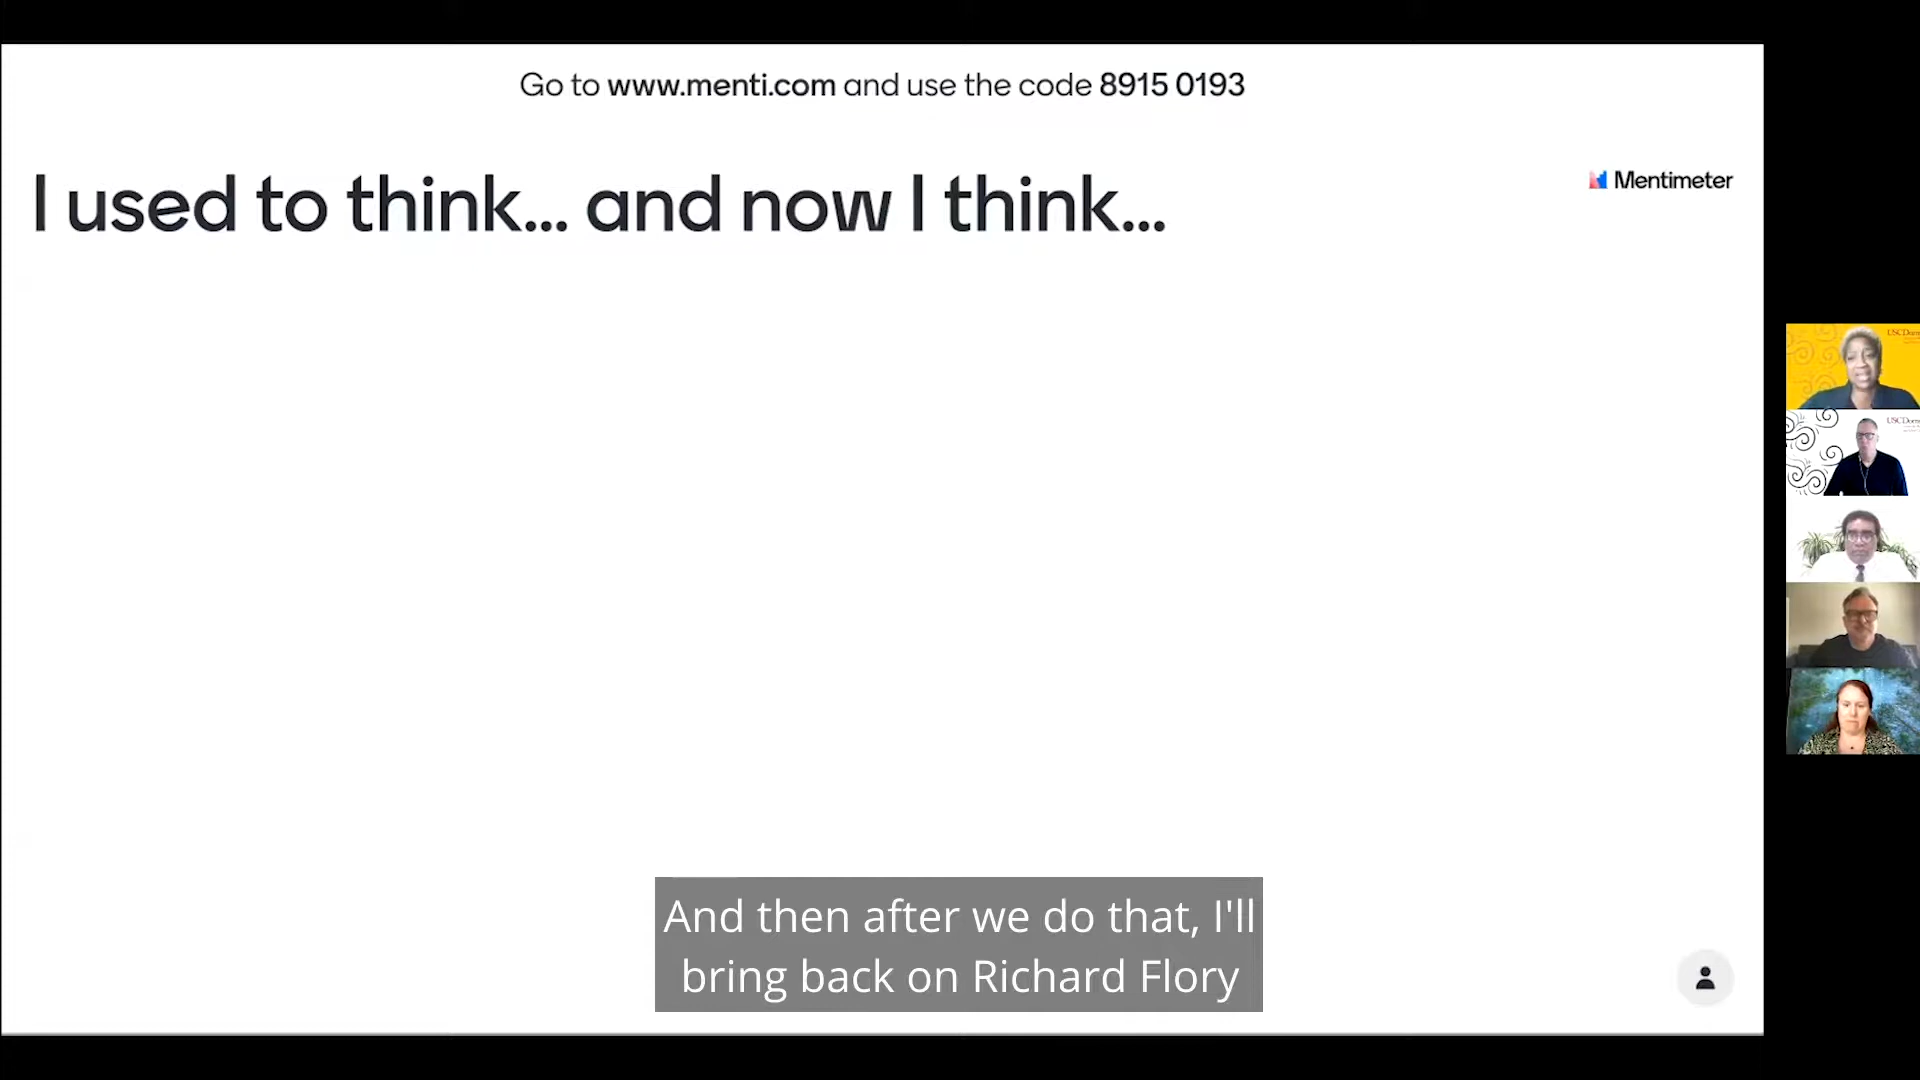 Go to www.menti.com and use the code 8915 0193
I used to think... and now I think...
Mentimeter
And then after we do that, I'll
bring back on Richard Flory